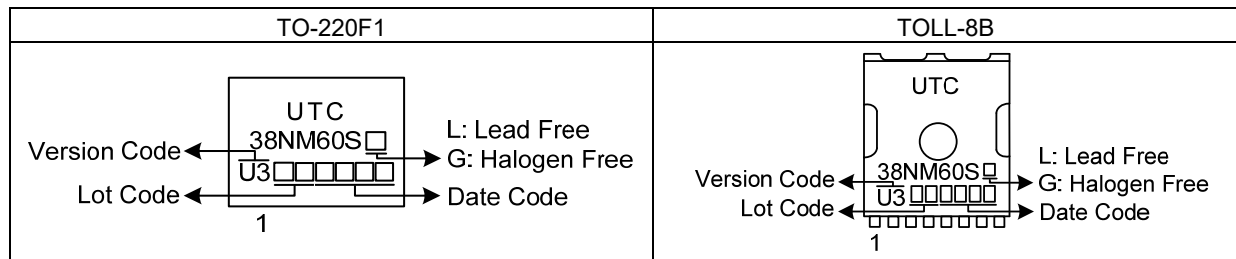 TO-220F1
UTC
38NM60S□
L: Lead Free
G: Halogen Free
Version Code
U3□□□□□□
Lot Code
Date Code
1
TOLL-8B
UTC
38NM60S□
L: Lead Free
G: Halogen Free
Version Code
U3□□□□□□
Lot Code
Date Code
1